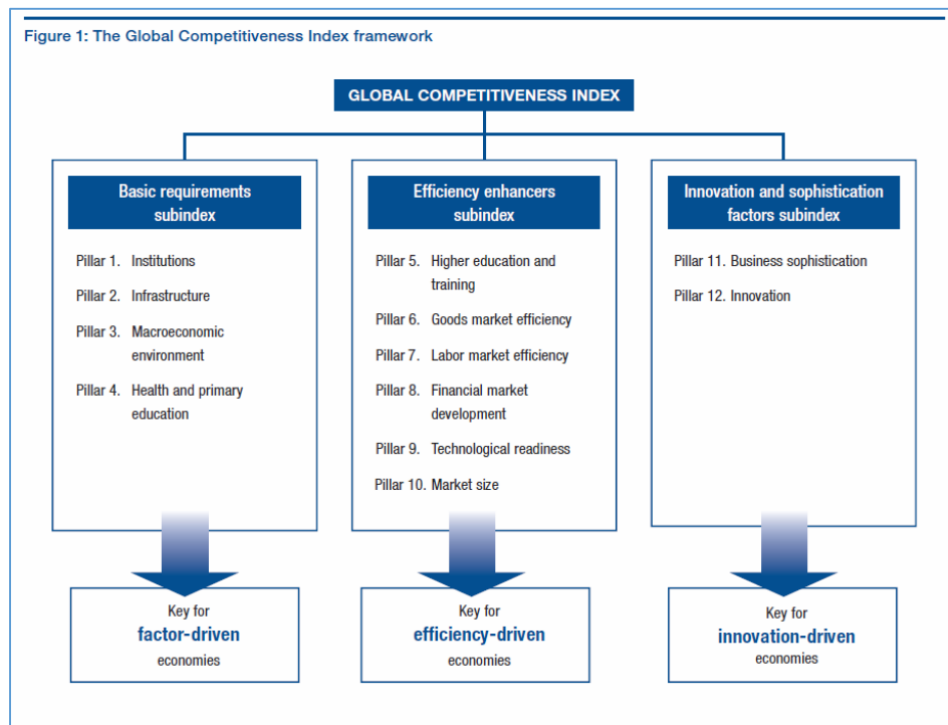 Figure 1: The Global Competitiveness Index framework
GLOBAL COMPETITIVENESS INDEX
Basic requirements
subindex
Pillar 1. Institutions
Pillar 2. Infrastructure
Pillar 3. Macroeconomic
environment
Pillar 4. Health and primary
education
Key for
factor-driven
economies
Efficiency enhancers
subindex
Pillar 5. Higher education and
training
Pillar 6. Goods market efficiency
Pillar 7. Labor market efficiency
Pillar 8. Financial market
development
Pillar 9. Technological readiness
Pillar 10. Market size
Key for
efficiency-driven
economies
Innovation and sophistication
factors subindex
Pillar 11. Business sophistication
Pillar 12. Innovation
Key for
innovation-driven
economies